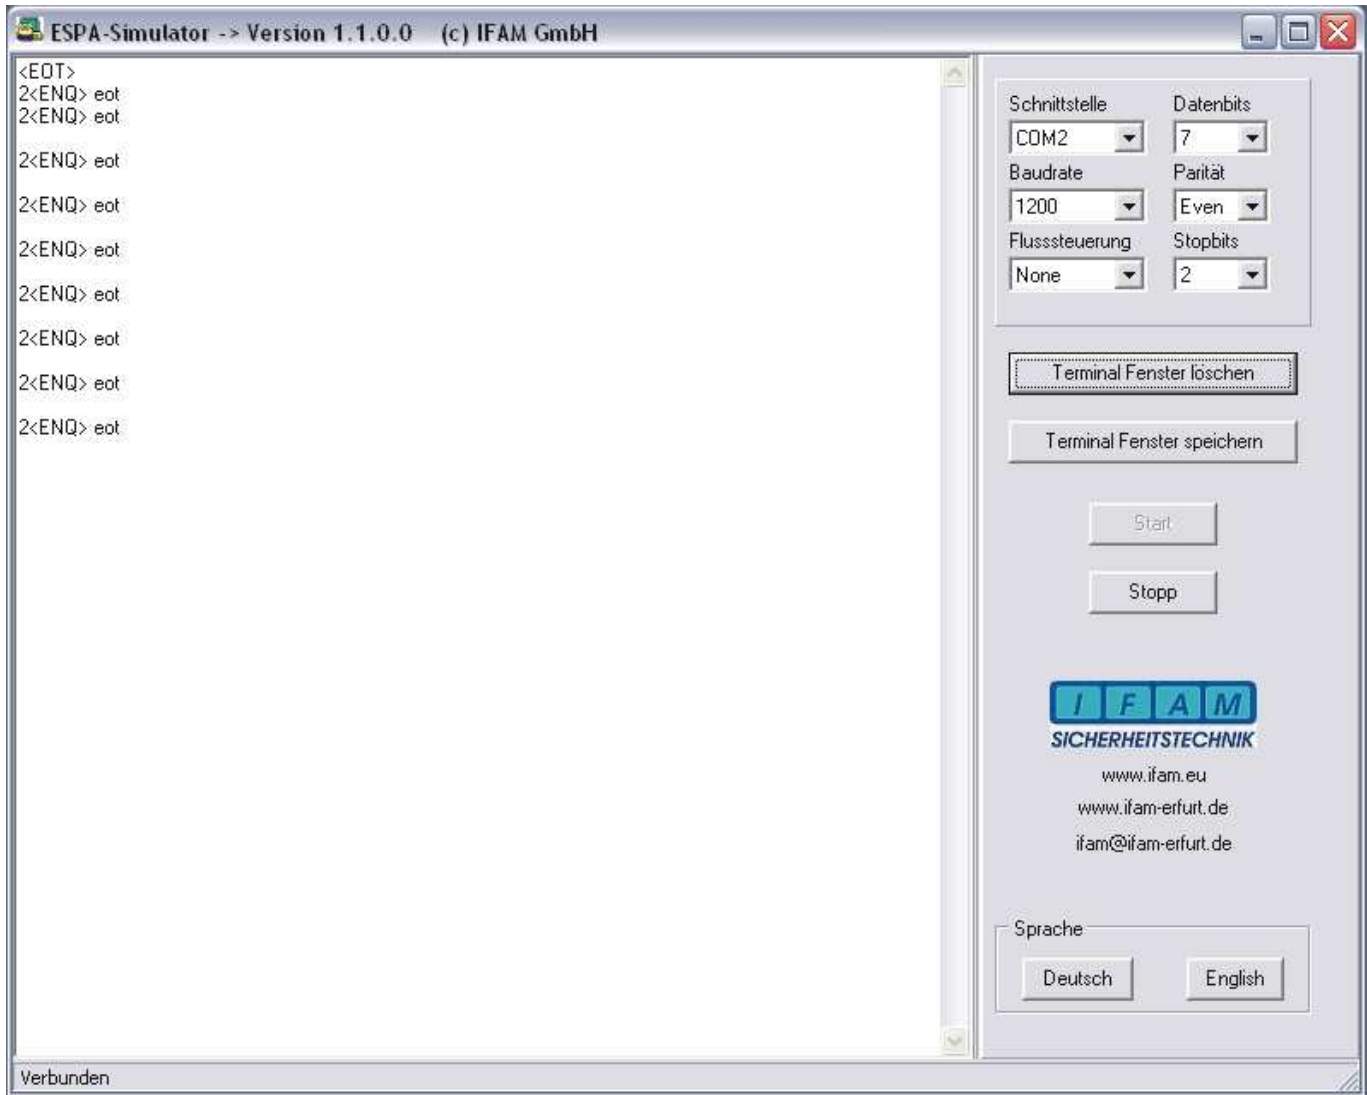 ESPA-Simulator -> Version 1.1.0.0 (c) IFAM GmbH
<EOT>
2<ENQ> eot
2<ENQ> eot
2<ENQ> eot
2<ENQ> eot
2<ENQ> eot
2<ENQ> eot
2<ENQ> eot
2<ENQ> eot
2<ENQ> eot
Schnittstelle Datenbits
COM2 7
Baudrate Parität
1200 Even
Flusssteuerung Stopbits
None 2
Terminal Fenster löschen
Terminal Fenster speichern
Start
Stopp
IFAM
SICHERHEITSTECHNIK
www.ifam.eu
www.ifam-erfurt.de
ifam@ifam-erfurt.de
Sprache
Deutsch English
Verbunden